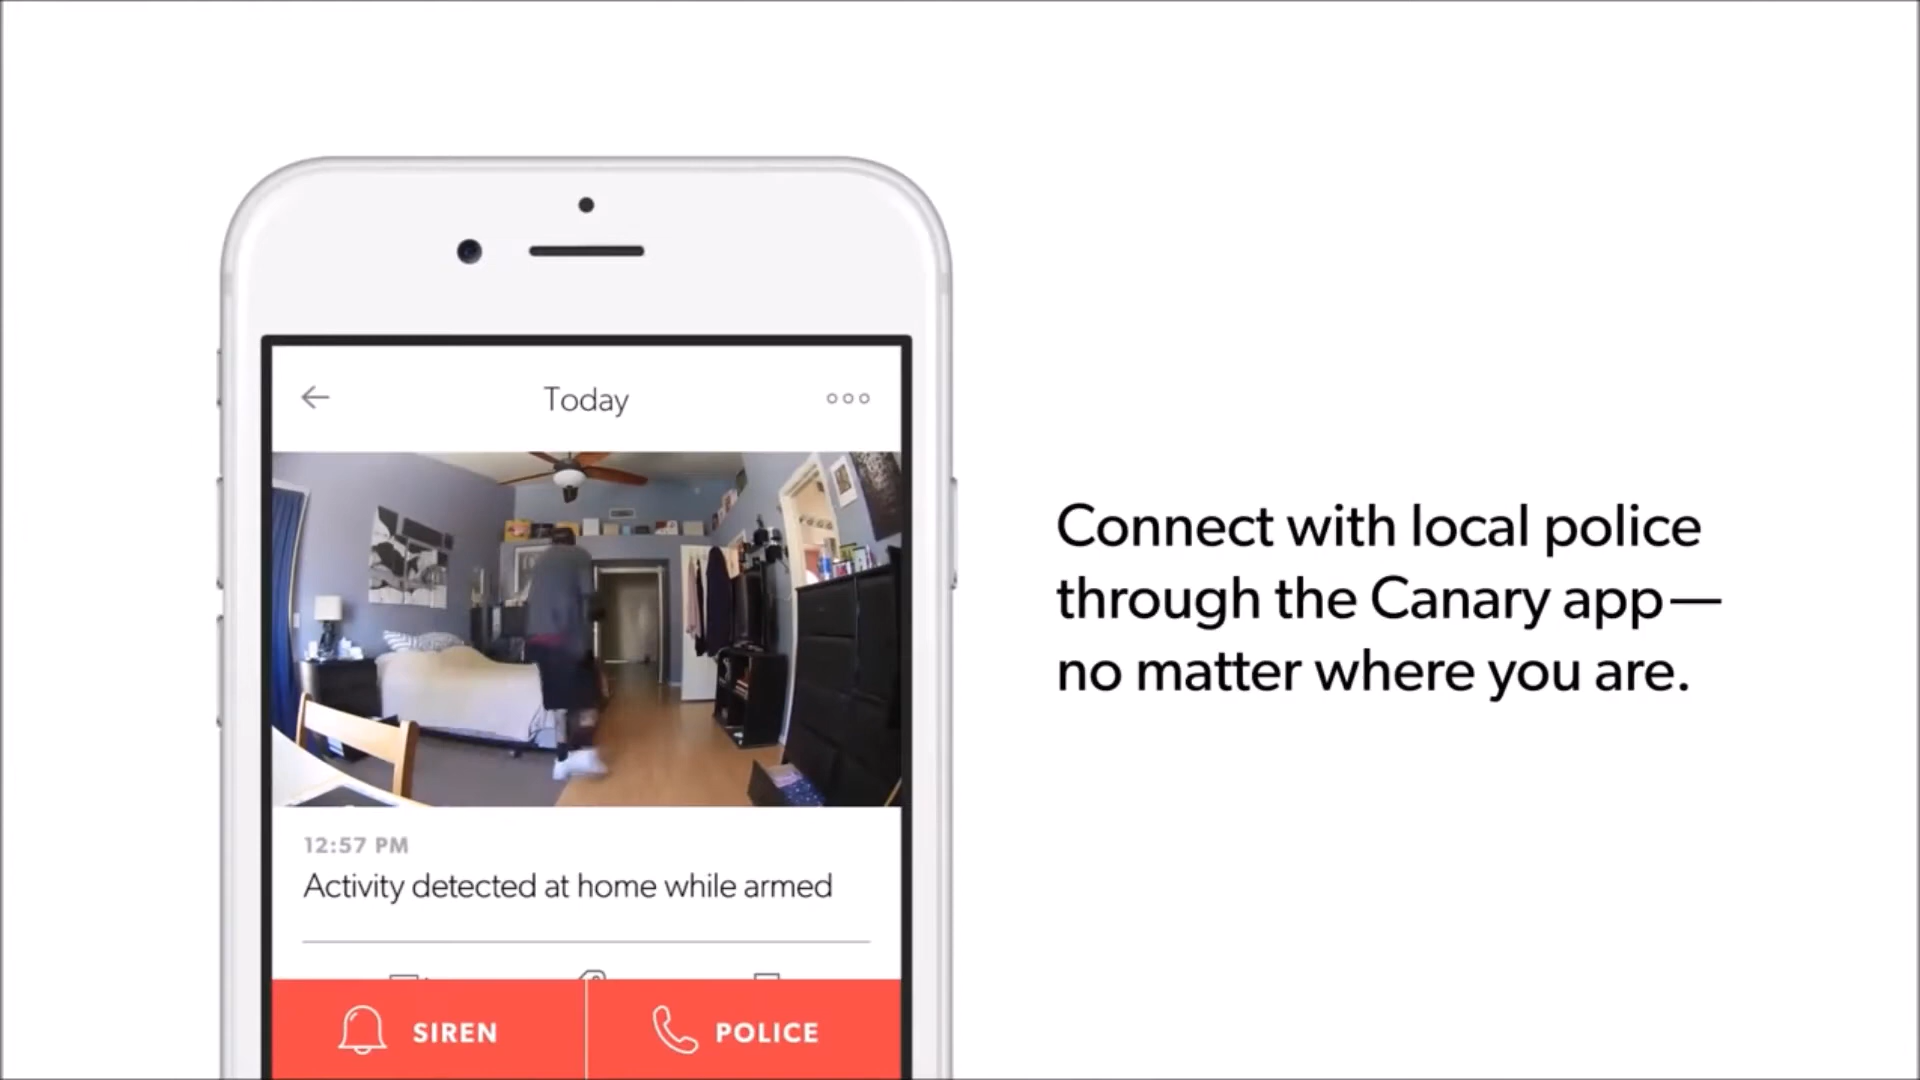 Today
12:57 PM
Activity detected at home while armed
SIREN
POLICE
Connect with local police
through the Canary app—
no matter where you are.